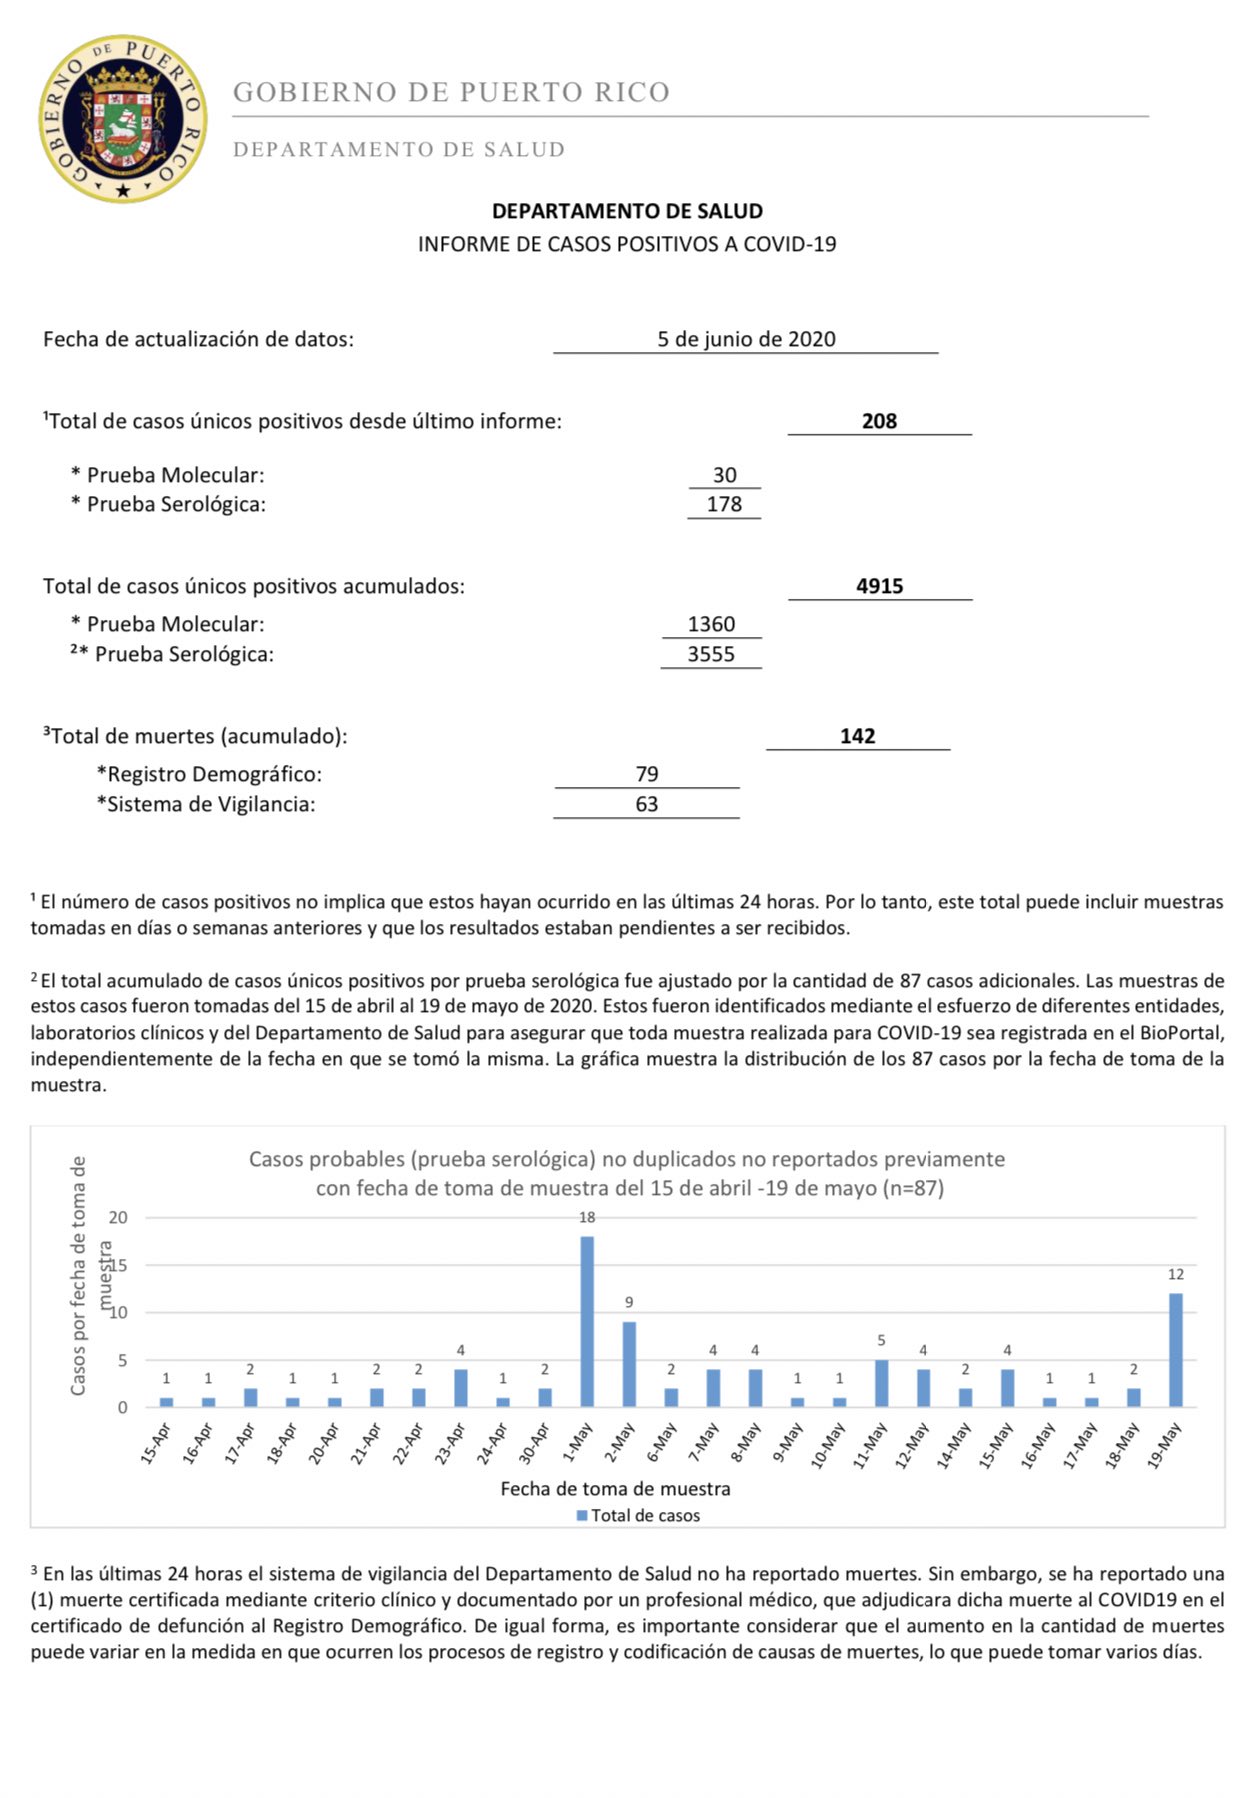 GOBIERNO DE PUERTO RICO
GOBIERNO DE PUERTO RICO
DEPARTAMENTO DE SALUD
DEPARTAMENTO DE SALUD
INFORME DE CASOS POSITIVOS A COVID-19
Fecha de actualización de datos: 5 de junio de 2020
¹Total de casos únicos positivos desde último informe: 208
* Prueba Molecular: 30
* Prueba Serológica: 178
Total de casos únicos positivos acumulados: 4915
* Prueba Molecular: 1360
²* Prueba Serológica: 3555
³Total de muertes (acumulado): 142
*Registro Demográfico: 79
*Sistema de Vigilancia: 63
¹ El número de casos positivos no implica que estos hayan ocurrido en las últimas 24 horas. Por lo tanto, este total puede incluir muestras
tomadas en días o semanas anteriores y que los resultados estaban pendientes a ser recibidos.
² El total acumulado de casos únicos positivos por prueba serológica fue ajustado por la cantidad de 87 casos adicionales. Las muestras de
estos casos fueron tomadas del 15 de abril al 19 de mayo de 2020. Estos fueron identificados mediante el esfuerzo de diferentes entidades,
laboratorios clínicos y del Departamento de Salud para asegurar que toda muestra realizada para COVID-19 sea registrada en el BioPortal,
independientemente de la fecha en que se tomó la misma. La gráfica muestra la distribución de los 87 casos por la fecha de toma de la
muestra.
Casos probables (prueba serológica) no duplicados no reportados previamente
con fecha de toma de muestra del 15 de abril -19 de mayo (n=87)
Casos por fecha de toma de
muestra
20
15
10
5
0
1 1 2 1 1 2 2 4 1 2 18 9 2 4 4 1 1 5 4 2 4 1 1 2 12
15-Apr 16-Apr 17-Apr 18-Apr 20-Apr 21-Apr 22-Apr 23-Apr 24-Apr 30-Apr 1-May 2-May 6-May 7-May 8-May 9-May 10-May 11-May 12-May 14-May 15-May 16-May 17-May 18-May 19-May
Fecha de toma de muestra
Total de casos
³ En las últimas 24 horas el sistema de vigilancia del Departamento de Salud no ha reportado muertes. Sin embargo, se ha reportado una
(1) muerte certificada mediante criterio clínico y documentado por un profesional médico, que adjudicara dicha muerte al COVID19 en el
certificado de defunción al Registro Demográfico. De igual forma, es importante considerar que el aumento en la cantidad de muertes
puede variar en la medida en que ocurren los procesos de registro y codificación de causas de muertes, lo que puede tomar varios días.